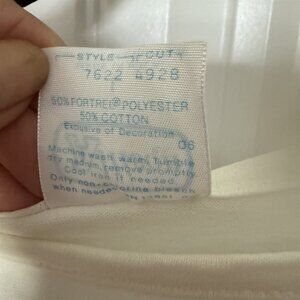 STYLE
7622 4928
50% FORTREL® POLYESTER
50% COTTON
Exclusive of Decoration
06
Machine wash warm, tumble
dry medium, remove promptly
Cool iron if needed
Only non-chlorine bleach
when needed